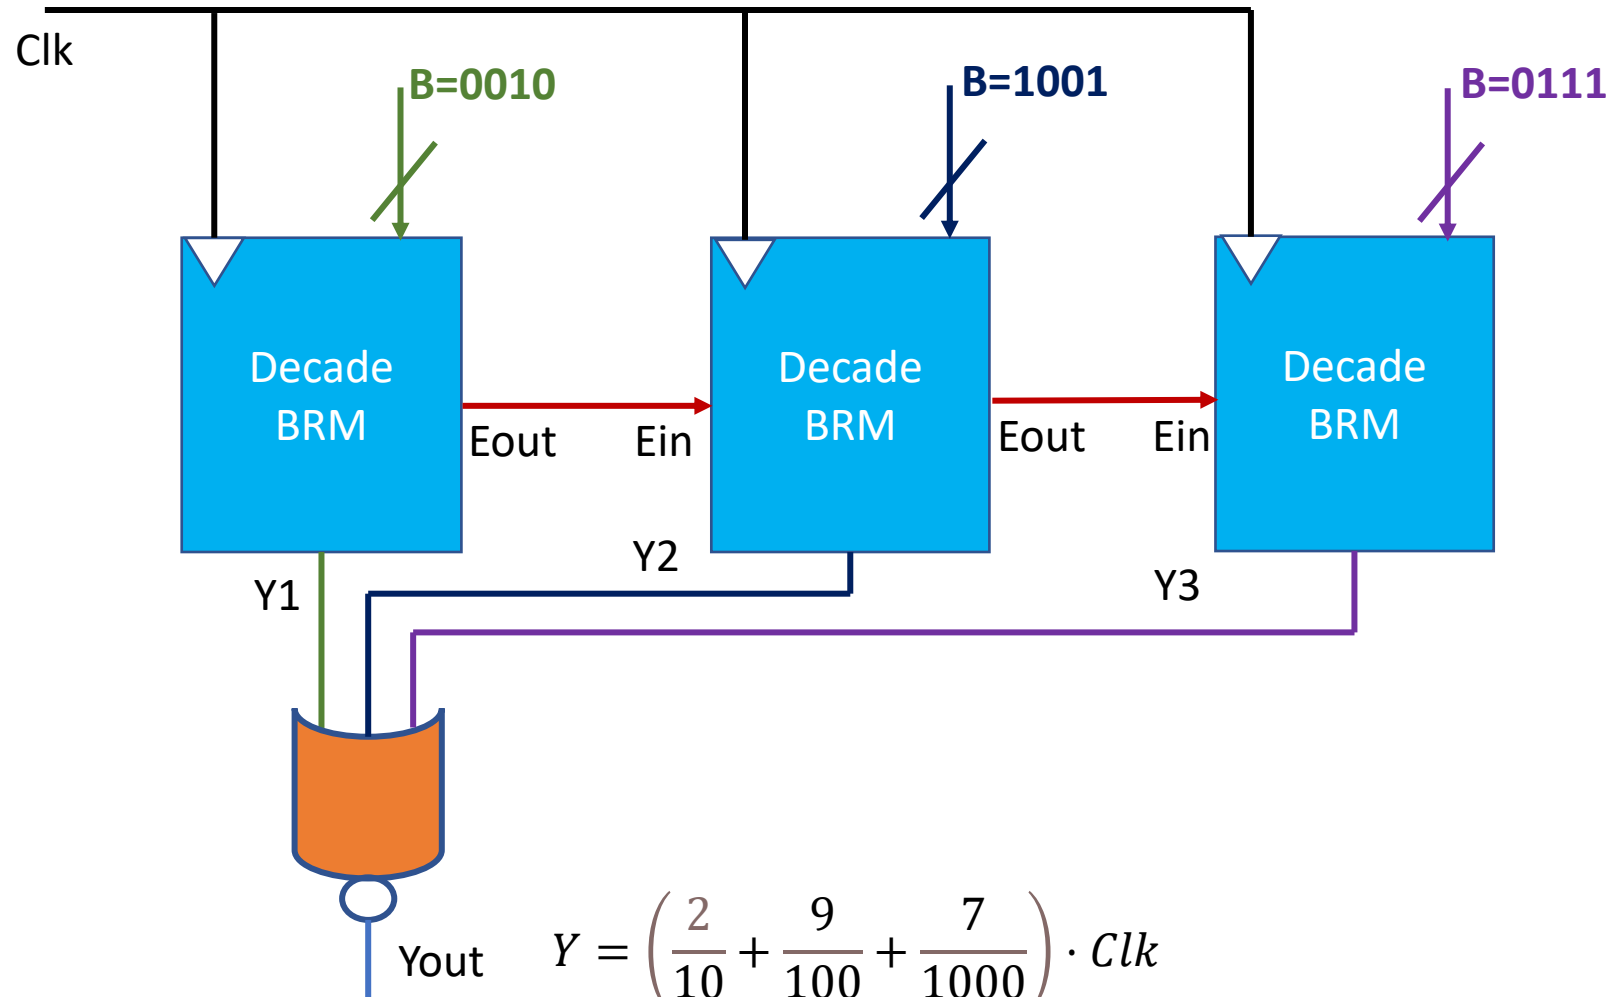 Clk
B=0010
B=1001
B=0111
Decade
BRM
Decade
BRM
Decade
BRM
Eout
Ein
Eout
Ein
Y1
Y2
Y3
Yout
Y = (2/10 + 9/100 + 7/1000) · Clk